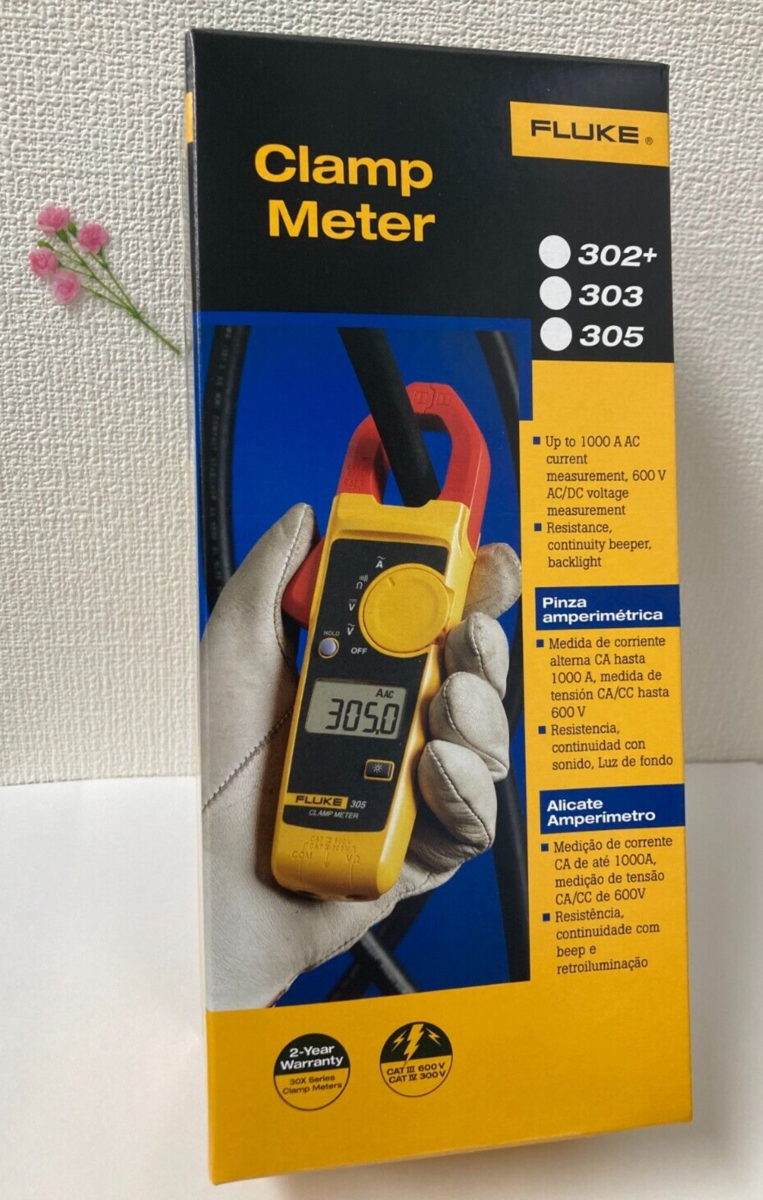 FLUKE ®
Clamp
Meter
302+
303
305
Up to 1000 A AC
current
measurement, 600 V
AC/DC voltage
measurement
Resistance,
continuity beeper,
backlight
Pinza
amperimétrica
Medida de corriente
alterna CA hasta
1000 A, medida de
tensión CA/CC hasta
600 V
Resistencia,
continuidad con
sonido, Luz de fondo
Alicate
Amperímetro
Medição de corrente
CA de até 1000A,
medição de tensão
CA/CC de 600V
Resistência,
continuidade com
beep e
retroiluminação
A
Ω
V
V
HOLD
OFF
A AC
305.0
FLUKE 305
CLAMP METER
COM VΩ
2-Year
Warranty
30X Series
Clamp Meters
CAT III 600 V
CAT IV 300 V